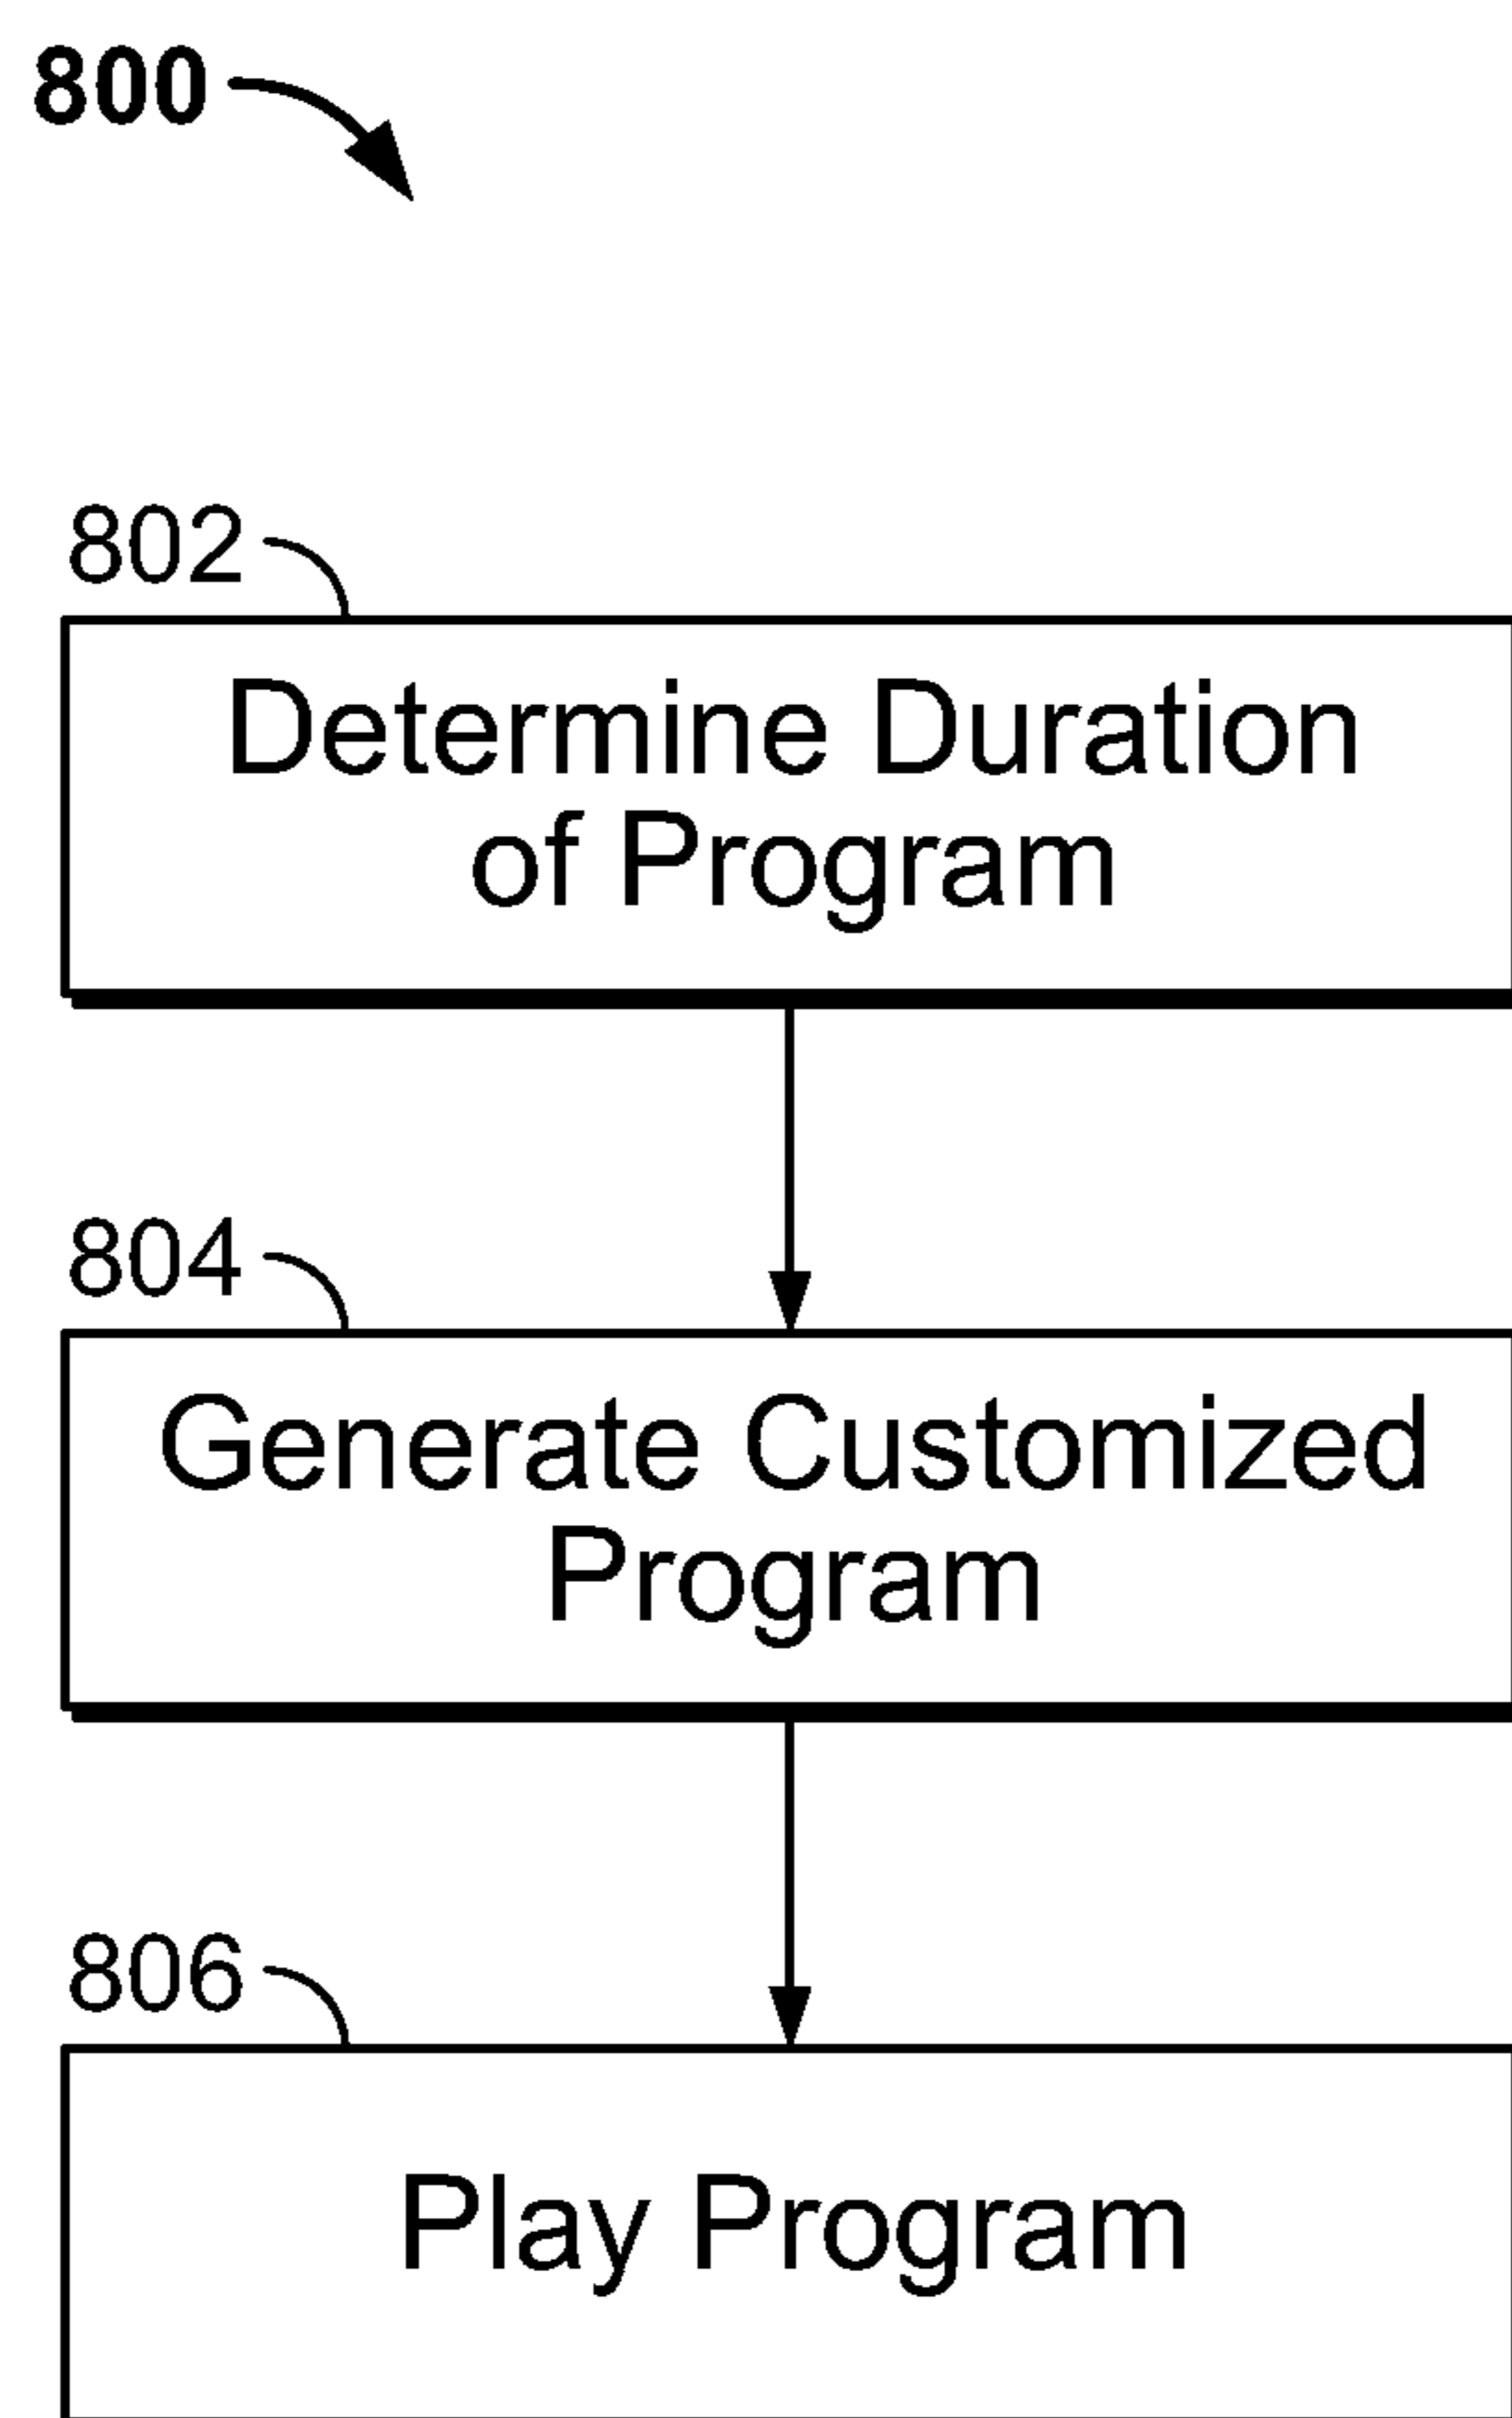 800
802
Determine Duration
of Program
804
Generate Customized
Program
806
Play Program